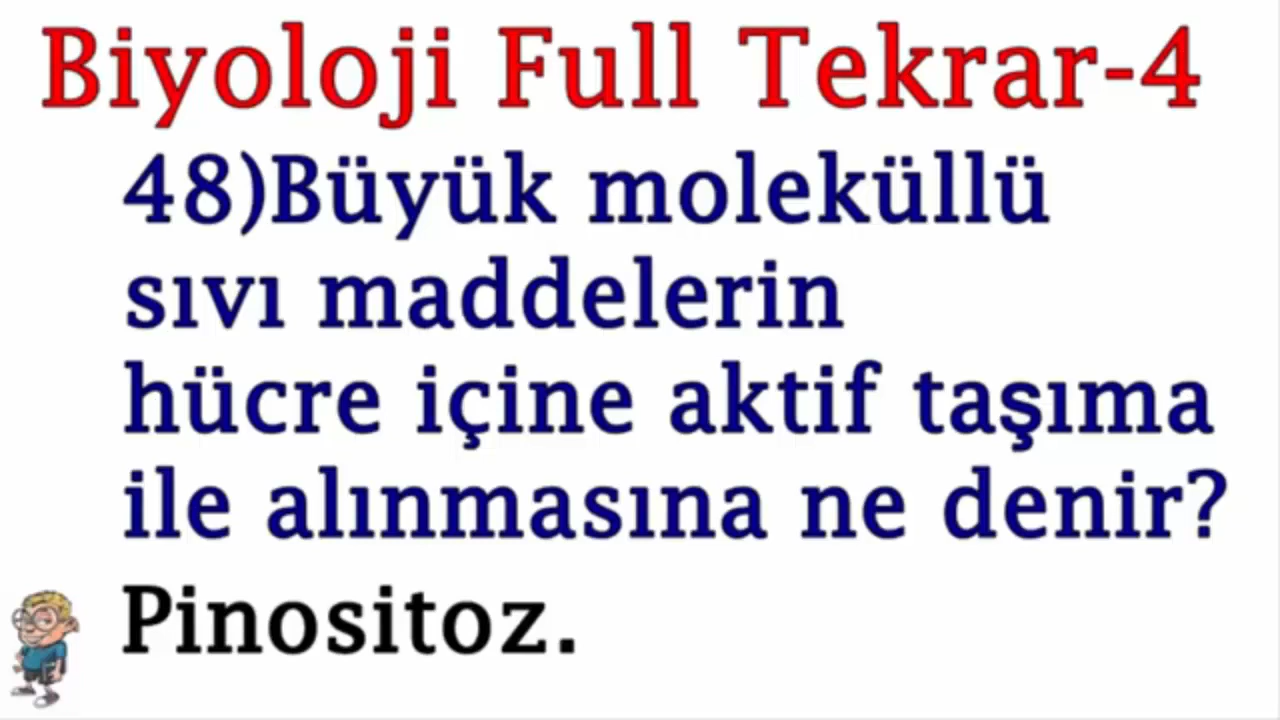 Biyoloji Full Tekrar-4
48)Büyük moleküllü
sıvı maddelerin
hücre içine aktif taşıma
ile alınmasına ne denir?
Pinositoz.